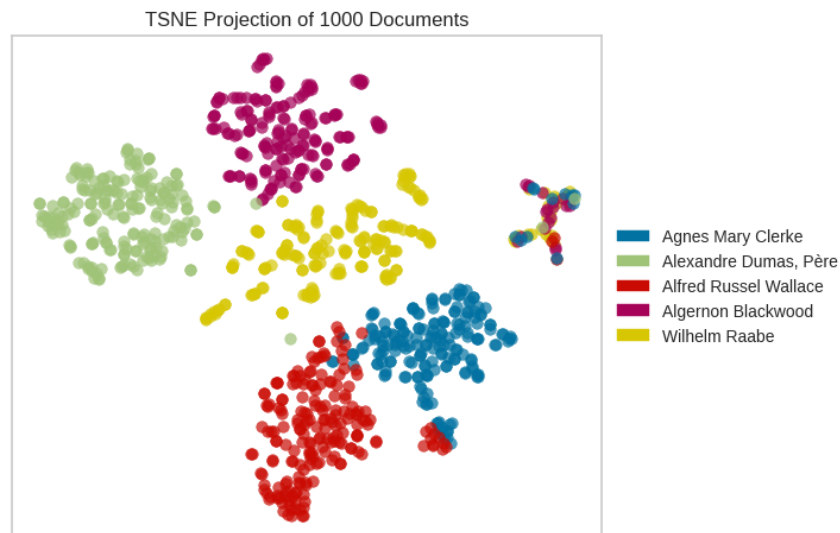 TSNE Projection of 1000 Documents
Agnes Mary Clerke
Alexandre Dumas, Père
Alfred Russel Wallace
Algernon Blackwood
Wilhelm Raabe